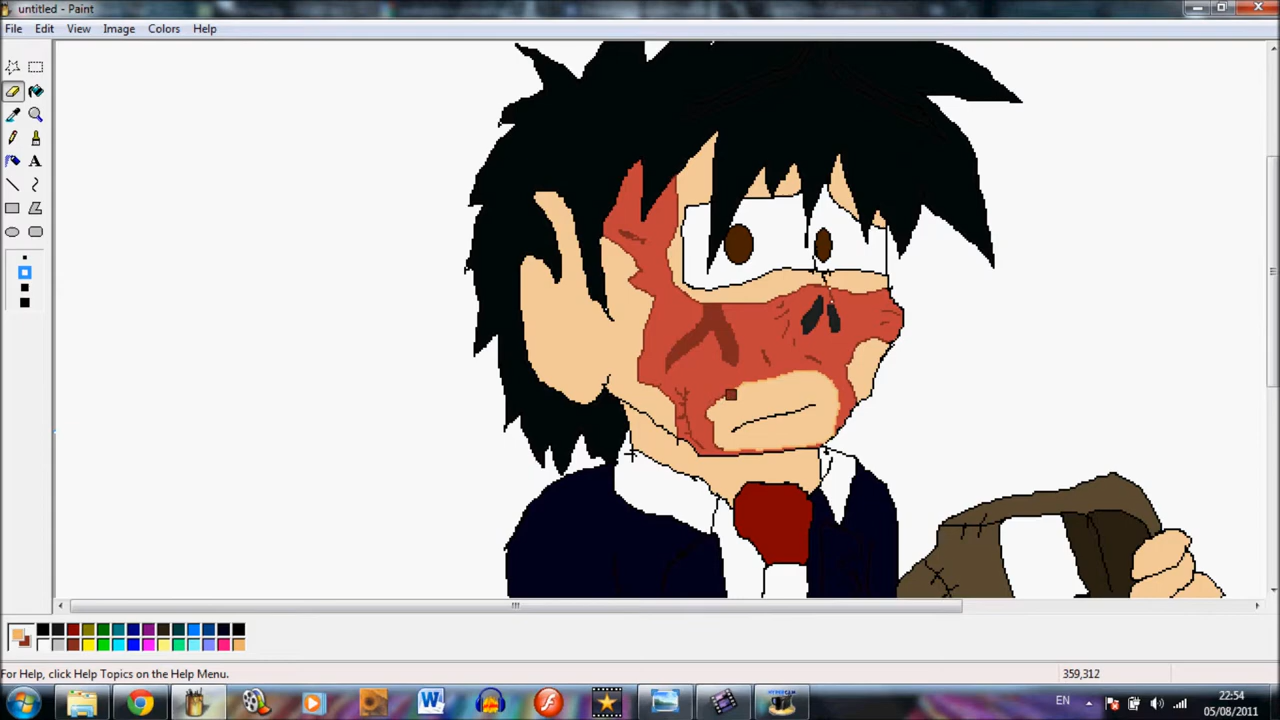 untitled - Paint
File Edit View Image Colors Help
For Help, click Help Topics on the Help Menu.
359,312
EN
22:54
05/08/2011